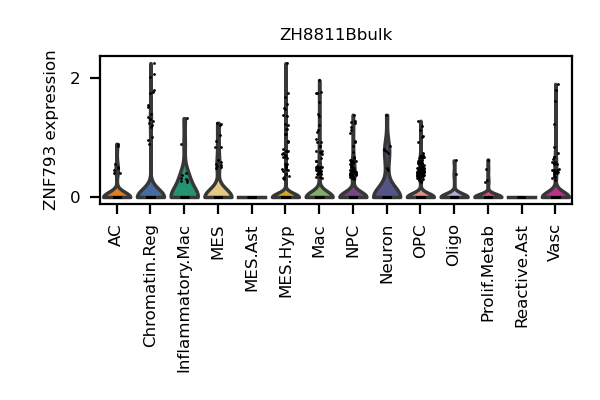 ZH8811Bbulk
ZNF793 expression
2
0
AC
Chromatin.Reg
Inflammatory.Mac
MES
MES.Ast
MES.Hyp
Mac
NPC
Neuron
OPC
Oligo
Prolif.Metab
Reactive.Ast
Vasc